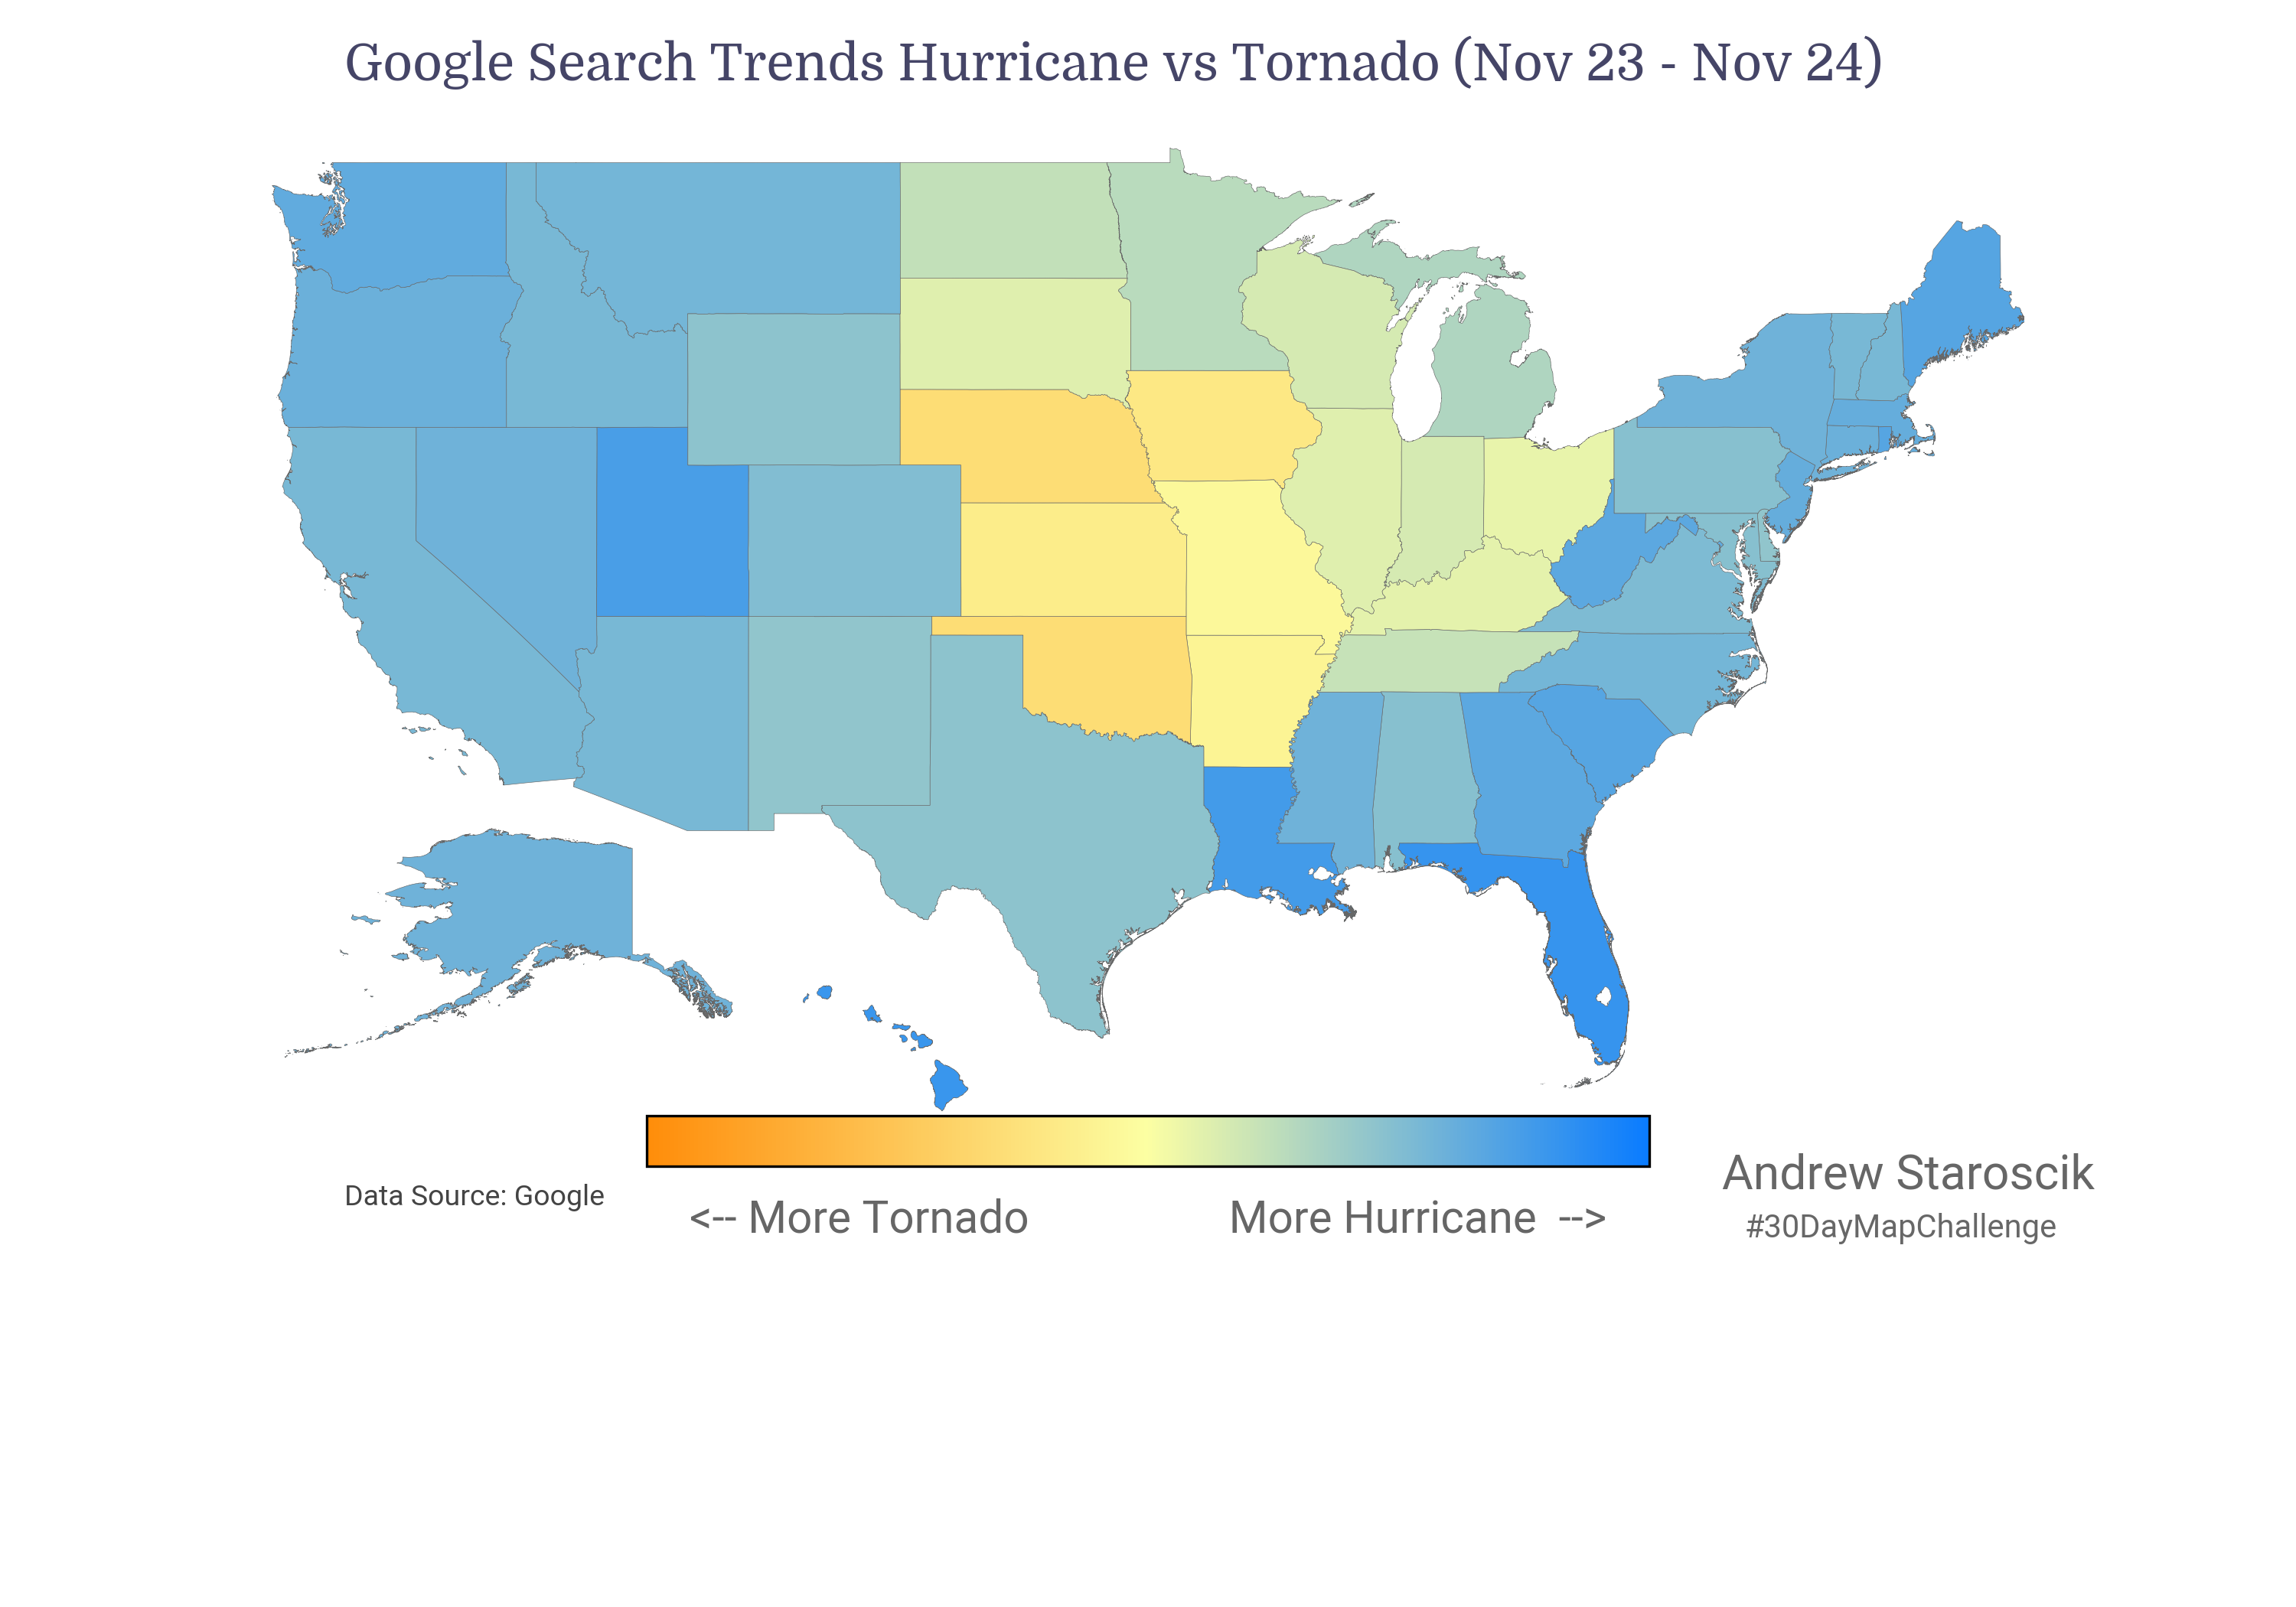 Google Search Trends Hurricane vs Tornado (Nov 23 - Nov 24)
Data Source: Google
<-- More Tornado
More Hurricane -->
Andrew Staroscik
#30DayMapChallenge